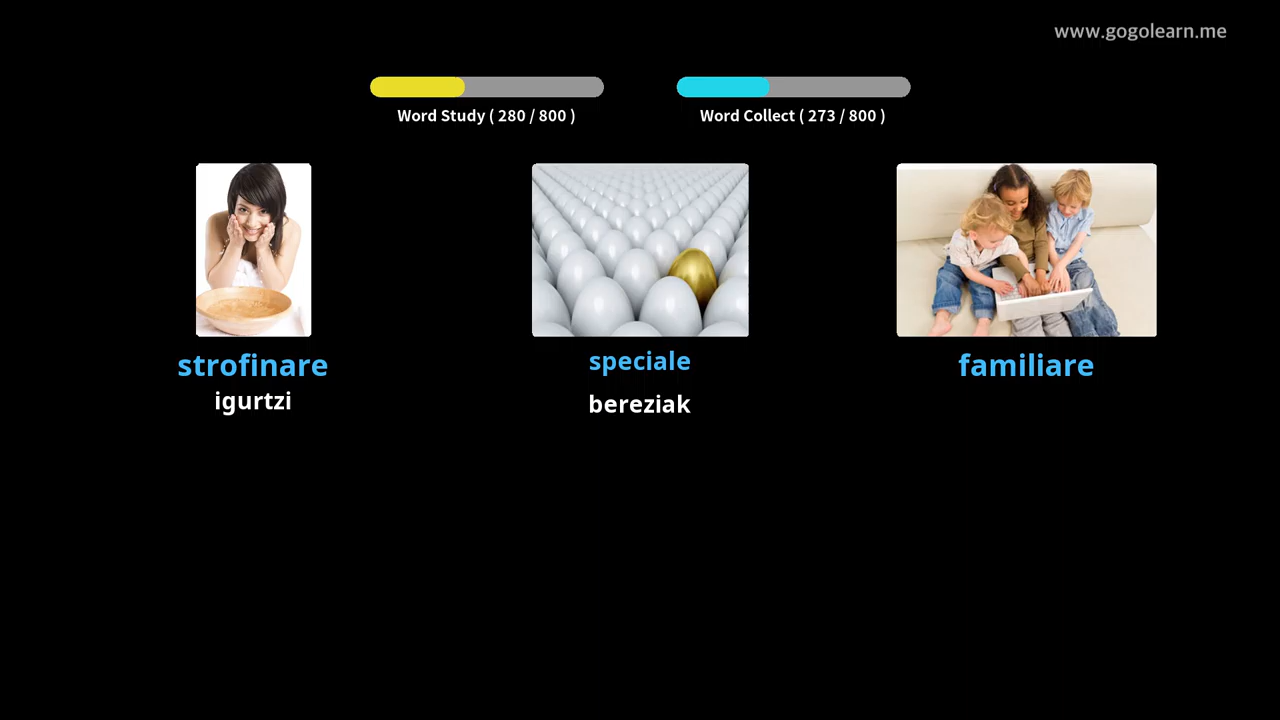 www.gogolearn.me
Word Study ( 280 / 800 )
Word Collect ( 273 / 800 )
strofinare
igurtzi
speciale
bereziak
familiare